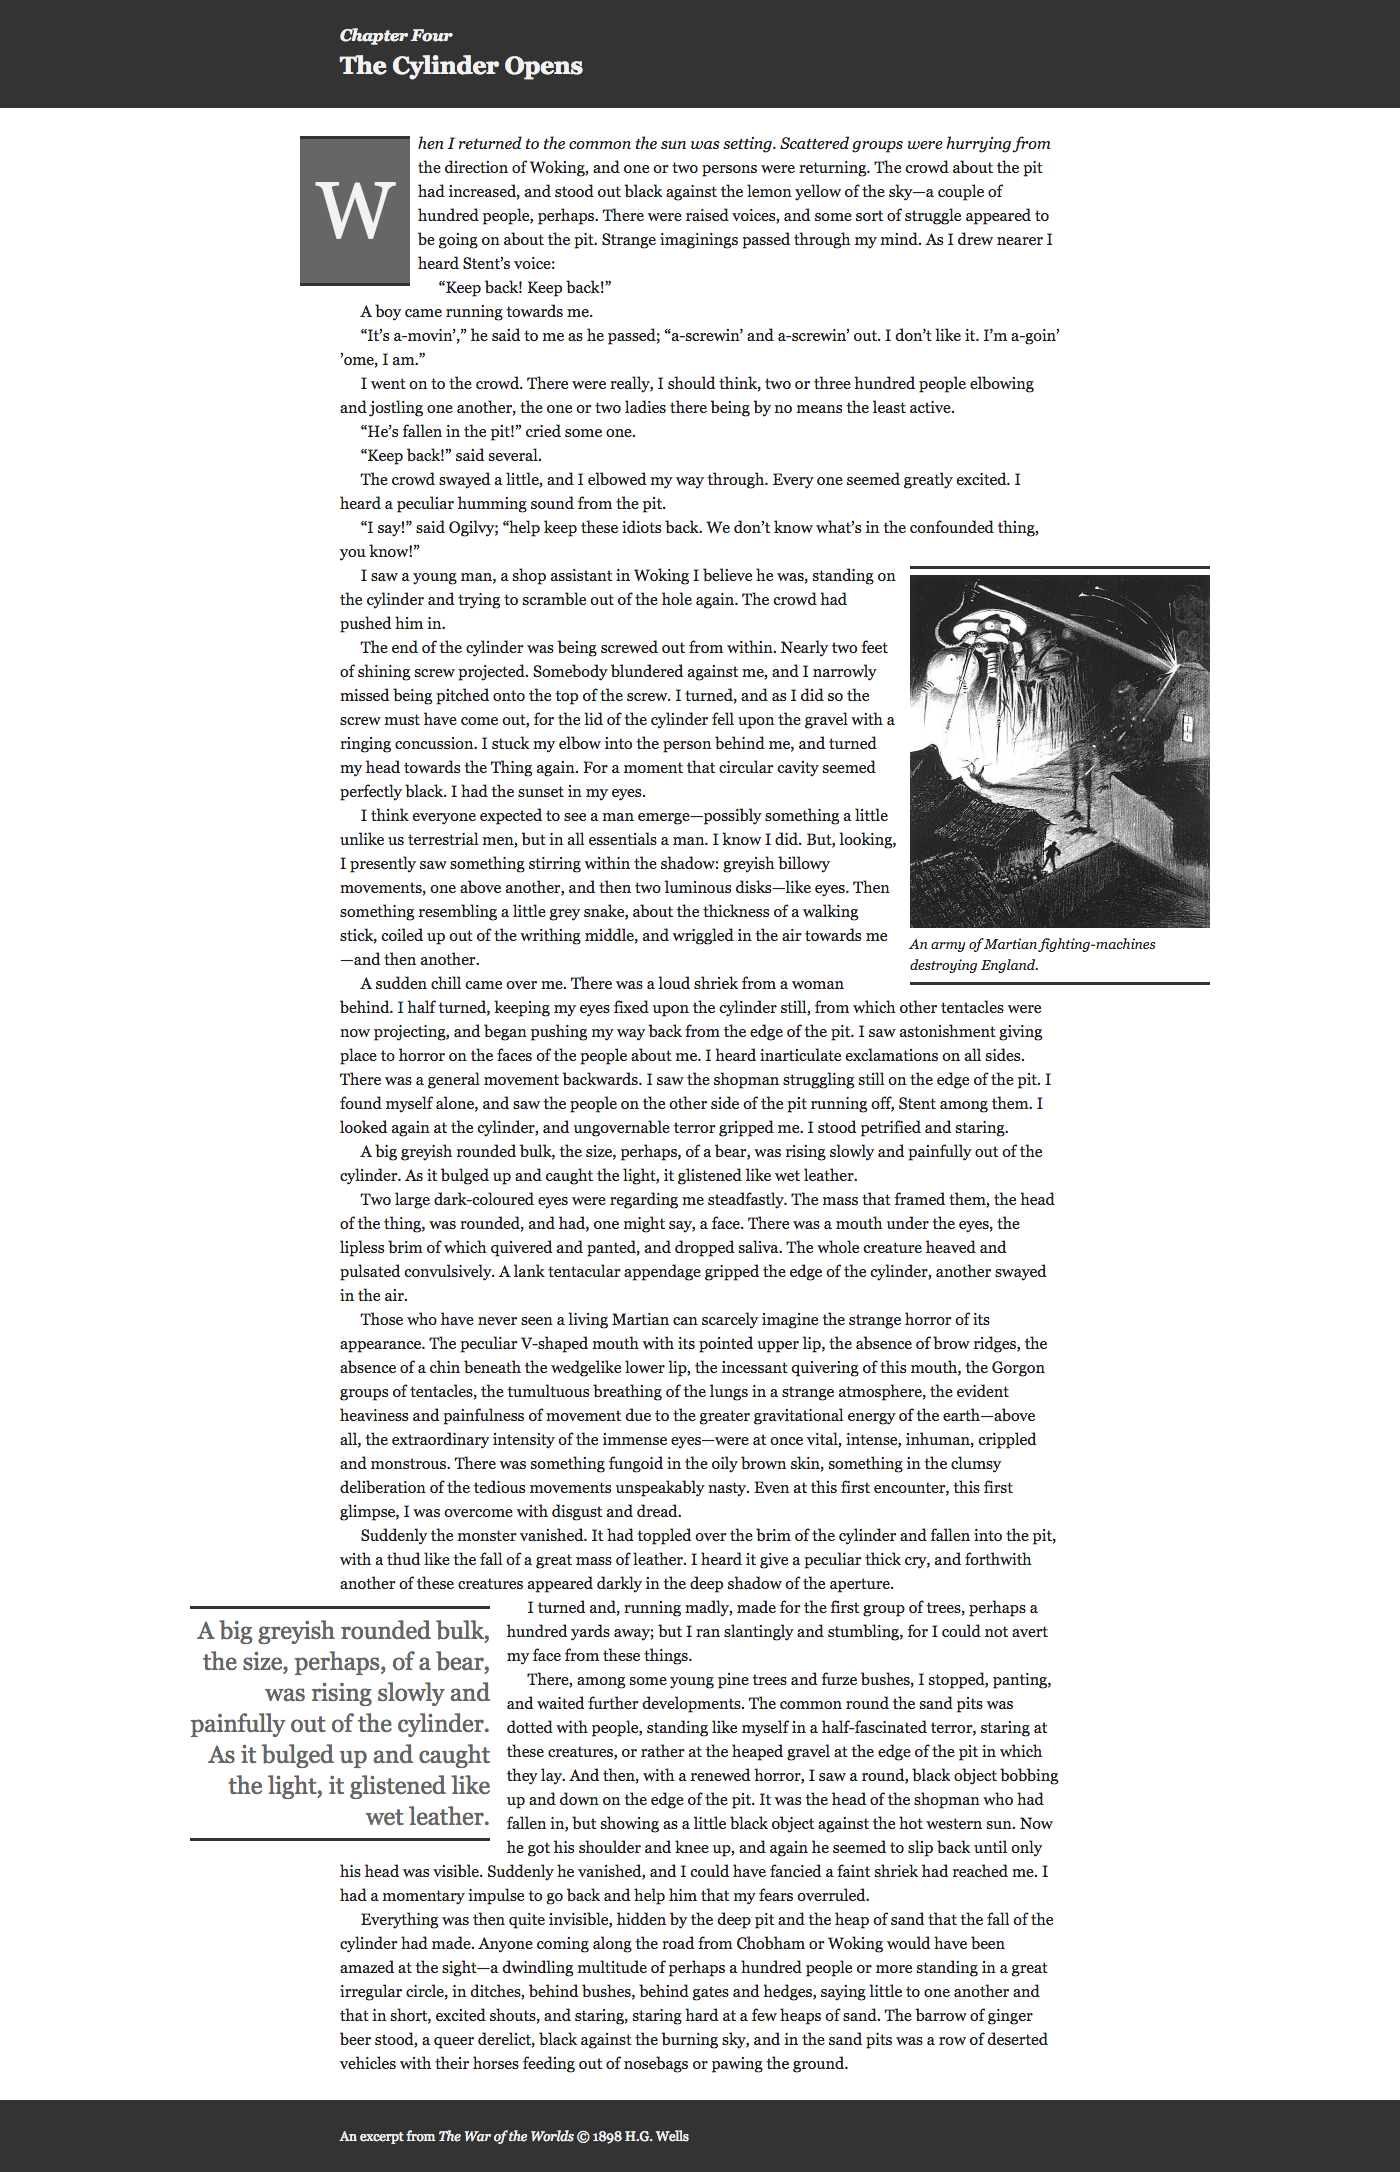 Chapter Four
The Cylinder Opens
When I returned to the common the sun was setting. Scattered groups were hurrying from
the direction of Woking, and one or two persons were returning. The crowd about the pit
had increased, and stood out black against the lemon yellow of the sky—a couple of
hundred people, perhaps. There were raised voices, and some sort of struggle appeared to
be going on about the pit. Strange imaginings passed through my mind. As I drew nearer I
heard Stent’s voice:
“Keep back! Keep back!”
A boy came running towards me.
“It’s a-movin’,” he said to me as he passed; “a-screwin’ and a-screwin’ out. I don’t like it. I’m a-goin’
’ome, I am.”
I went on to the crowd. There were really, I should think, two or three hundred people elbowing
and jostling one another, the one or two ladies there being by no means the least active.
“He’s fallen in the pit!” cried some one.
“Keep back!” said several.
The crowd swayed a little, and I elbowed my way through. Every one seemed greatly excited. I
heard a peculiar humming sound from the pit.
“I say!” said Ogilvy; “help keep these idiots back. We don’t know what’s in the confounded thing,
you know!”
I saw a young man, a shop assistant in Woking I believe he was, standing on
the cylinder and trying to scramble out of the hole again. The crowd had
pushed him in.
The end of the cylinder was being screwed out from within. Nearly two feet
of shining screw projected. Somebody blundered against me, and I narrowly
missed being pitched onto the top of the screw. I turned, and as I did so the
screw must have come out, for the lid of the cylinder fell upon the gravel with a
ringing concussion. I stuck my elbow into the person behind me, and turned
my head towards the Thing again. For a moment that circular cavity seemed
perfectly black. I had the sunset in my eyes.
I think everyone expected to see a man emerge—possibly something a little
unlike us terrestrial men, but in all essentials a man. I know I did. But, looking,
I presently saw something stirring within the shadow: greyish billowy
movements, one above another, and then two luminous disks—like eyes. Then
something resembling a little grey snake, about the thickness of a walking
stick, coiled up out of the writhing middle, and wriggled in the air towards me
—and then another.
An army of Martian fighting-machines
destroying England.
A sudden chill came over me. There was a loud shriek from a woman
behind. I half turned, keeping my eyes fixed upon the cylinder still, from which other tentacles were
now projecting, and began pushing my way back from the edge of the pit. I saw astonishment giving
place to horror on the faces of the people about me. I heard inarticulate exclamations on all sides.
There was a general movement backwards. I saw the shopman struggling still on the edge of the pit. I
found myself alone, and saw the people on the other side of the pit running off, Stent among them. I
looked again at the cylinder, and ungovernable terror gripped me. I stood petrified and staring.
A big greyish rounded bulk, the size, perhaps, of a bear, was rising slowly and painfully out of the
cylinder. As it bulged up and caught the light, it glistened like wet leather.
Two large dark-coloured eyes were regarding me steadfastly. The mass that framed them, the head
of the thing, was rounded, and had, one might say, a face. There was a mouth under the eyes, the
lipless brim of which quivered and panted, and dropped saliva. The whole creature heaved and
pulsated convulsively. A lank tentacular appendage gripped the edge of the cylinder, another swayed
in the air.
Those who have never seen a living Martian can scarcely imagine the strange horror of its
appearance. The peculiar V-shaped mouth with its pointed upper lip, the absence of brow ridges, the
absence of a chin beneath the wedgelike lower lip, the incessant quivering of this mouth, the Gorgon
groups of tentacles, the tumultuous breathing of the lungs in a strange atmosphere, the evident
heaviness and painfulness of movement due to the greater gravitational energy of the earth—above
all, the extraordinary intensity of the immense eyes—were at once vital, intense, inhuman, crippled
and monstrous. There was something fungoid in the oily brown skin, something in the clumsy
deliberation of the tedious movements unspeakably nasty. Even at this first encounter, this first
glimpse, I was overcome with disgust and dread.
Suddenly the monster vanished. It had toppled over the brim of the cylinder and fallen into the pit,
with a thud like the fall of a great mass of leather. I heard it give a peculiar thick cry, and forthwith
another of these creatures appeared darkly in the deep shadow of the aperture.
A big greyish rounded bulk,
the size, perhaps, of a bear,
was rising slowly and
painfully out of the cylinder.
As it bulged up and caught
the light, it glistened like
wet leather.
I turned and, running madly, made for the first group of trees, perhaps a
hundred yards away; but I ran slantingly and stumbling, for I could not avert
my face from these things.
There, among some young pine trees and furze bushes, I stopped, panting,
and waited further developments. The common round the sand pits was
dotted with people, standing like myself in a half-fascinated terror, staring at
these creatures, or rather at the heaped gravel at the edge of the pit in which
they lay. And then, with a renewed horror, I saw a round, black object bobbing
up and down on the edge of the pit. It was the head of the shopman who had
fallen in, but showing as a little black object against the hot western sun. Now
he got his shoulder and knee up, and again he seemed to slip back until only
his head was visible. Suddenly he vanished, and I could have fancied a faint shriek had reached me. I
had a momentary impulse to go back and help him that my fears overruled.
Everything was then quite invisible, hidden by the deep pit and the heap of sand that the fall of the
cylinder had made. Anyone coming along the road from Chobham or Woking would have been
amazed at the sight—a dwindling multitude of perhaps a hundred people or more standing in a great
irregular circle, in ditches, behind bushes, behind gates and hedges, saying little to one another and
that in short, excited shouts, and staring, staring hard at a few heaps of sand. The barrow of ginger
beer stood, a queer derelict, black against the burning sky, and in the sand pits was a row of deserted
vehicles with their horses feeding out of nosebags or pawing the ground.
An excerpt from The War of the Worlds © 1898 H.G. Wells